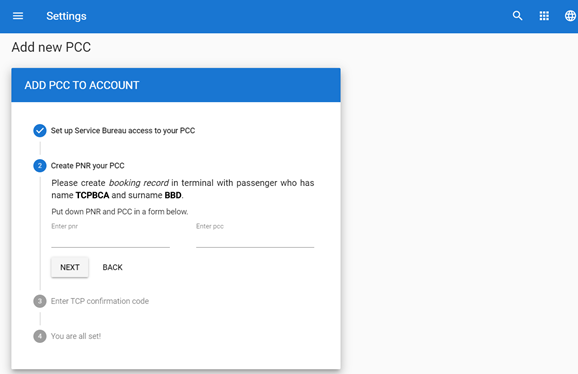 Settings
Add new PCC
ADD PCC TO ACCOUNT
Set up Service Bureau access to your PCC
2 Create PNR your PCC
Please create booking record in terminal with passenger who has
name TCPBCA and surname BBD.
Put down PNR and PCC in a form below.
Enter pnr Enter pcc
NEXT BACK
3 Enter TCP confirmation code
4 You are all set!